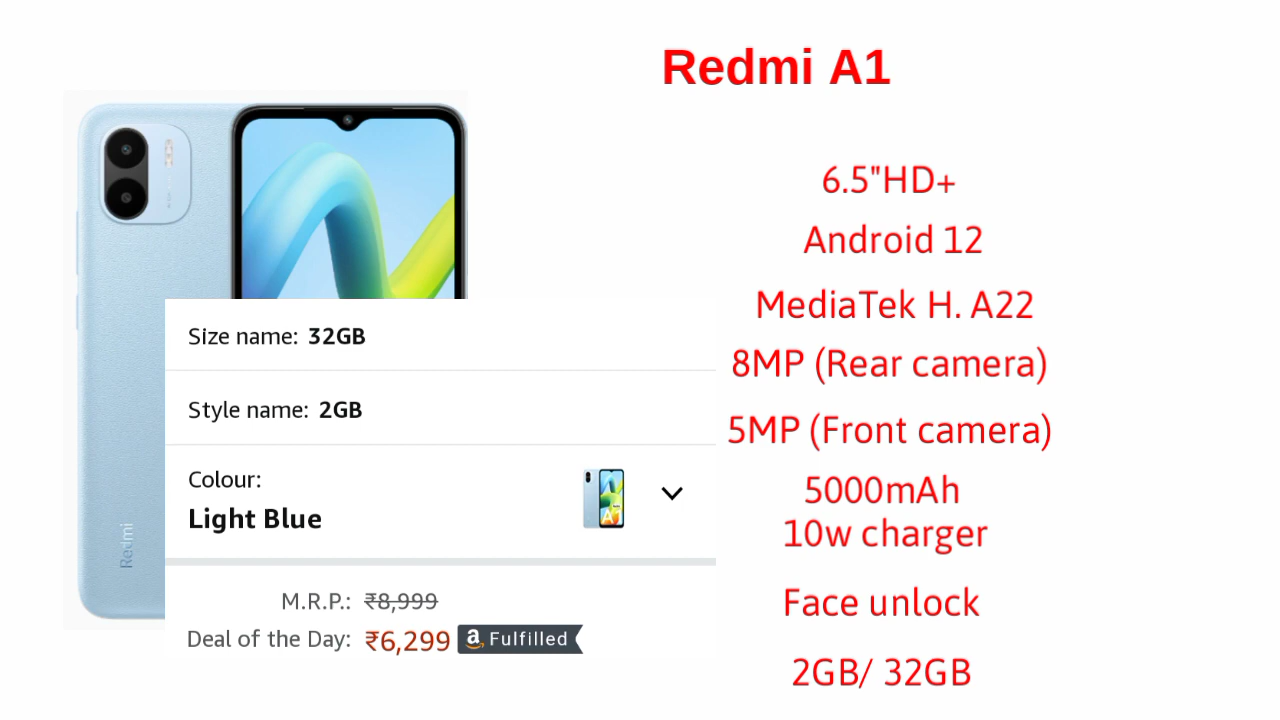 Redmi A1
6.5"HD+
Android 12
MediaTek H. A22
8MP (Rear camera)
5MP (Front camera)
5000mAh
10w charger
Face unlock
2GB/ 32GB
Redmi
Size name: 32GB
Style name: 2GB
Colour:
Light Blue
M.R.P.: ₹8,999
Deal of the Day: ₹6,299 a Fulfilled